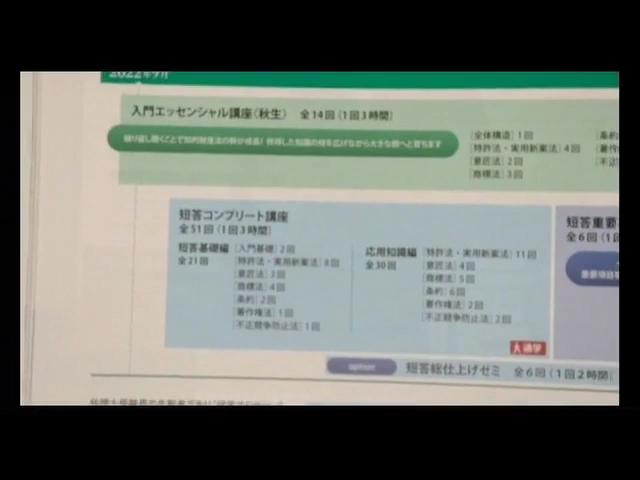 2022年9月
入門エッセンシャル講座(秋生) 全14回(1回3時間)
[全体構造] 1回
[特許法・実用新案法] 4回
[意匠法] 2回
[商標法] 3回
短答コンプリート講座
全51回(1回3時間)
短答基礎編
全21回
[入門基礎] 2回
[特許法・実用新案法] 8回
[意匠法] 3回
[商標法] 4回
[条約] 2回
[著作権法] 1回
[不正競争防止法] 1回
応用知識編
全30回
[特許法・実用新案法] 11回
[意匠法] 4回
[商標法] 5回
[条約] 6回
[著作権法] 2回
[不正競争防止法] 2回
通学
短答重要
全6回(1回
option
短答総仕上げゼミ 全6回(1回2時間)